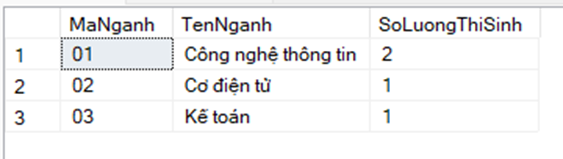 MaNganh TenNganh SoLuongThiSinh
1 01 Công nghệ thông tin 2
2 02 Cơ điện tử 1
3 03 Kế toán 1